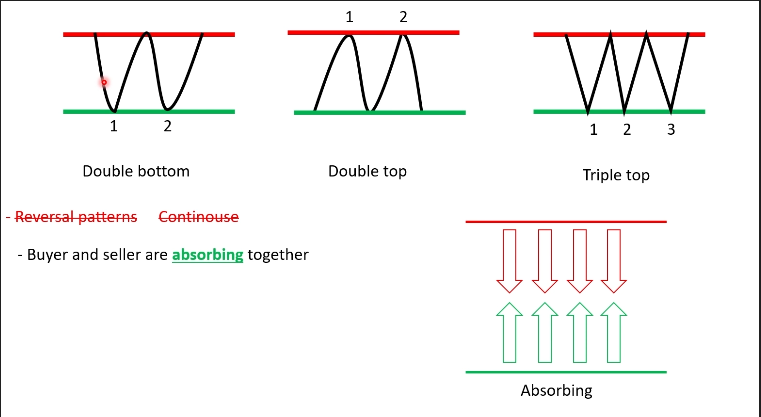 1 2
1 2
1 2 3
Double bottom
Double top
Triple top
- Reversal patterns Continouse
- Buyer and seller are absorbing together
Absorbing